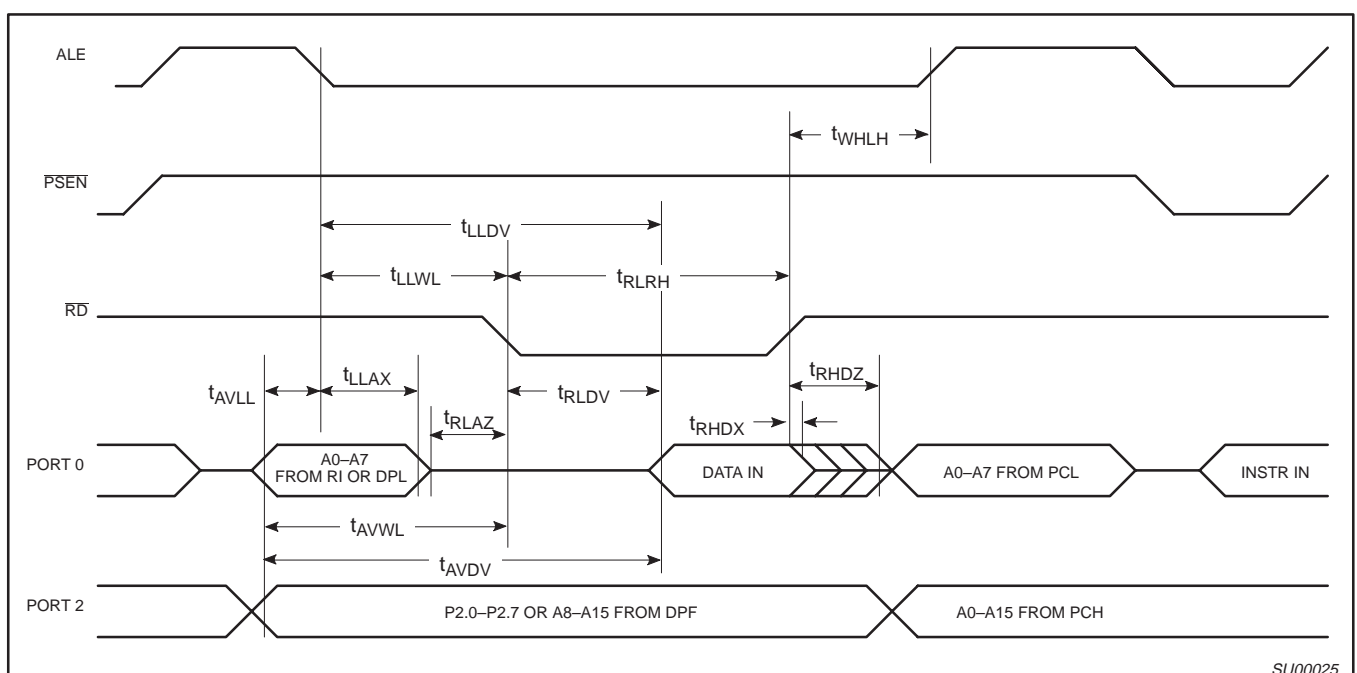 ALE
tWHLH
PSEN
tLLDV
tLLWL
tRLRH
RD
tAVLL
tLLAX
tRLAZ
tRLDV
tRHDZ
tRHDX
PORT 0
A0–A7
FROM RI OR DPL
DATA IN
A0–A7 FROM PCL
INSTR IN
tAVWL
tAVDV
PORT 2
P2.0–P2.7 OR A8–A15 FROM DPF
A0–A15 FROM PCH
SU00025